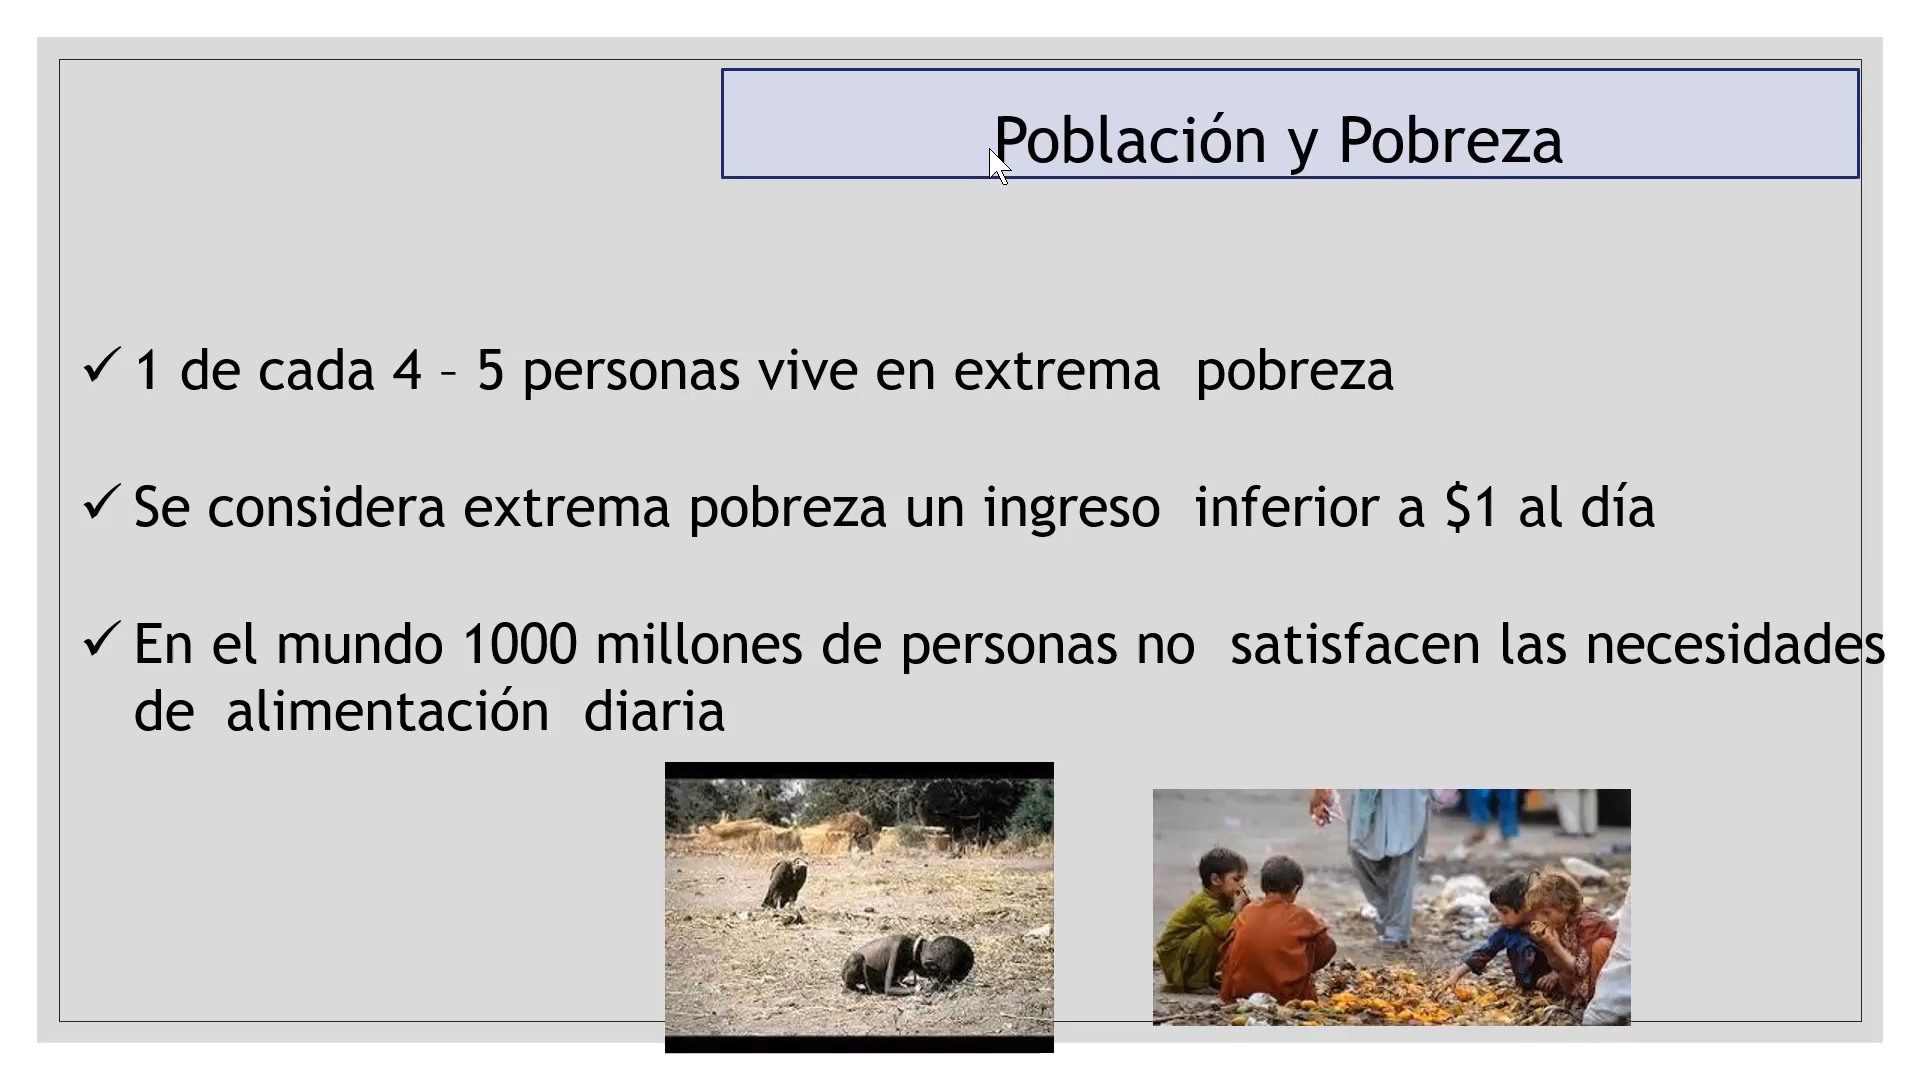 Población y Pobreza
✓ 1 de cada 4 – 5 personas vive en extrema pobreza
✓ Se considera extrema pobreza un ingreso inferior a $1 al día
✓ En el mundo 1000 millones de personas no satisfacen las necesidades
de alimentación diaria